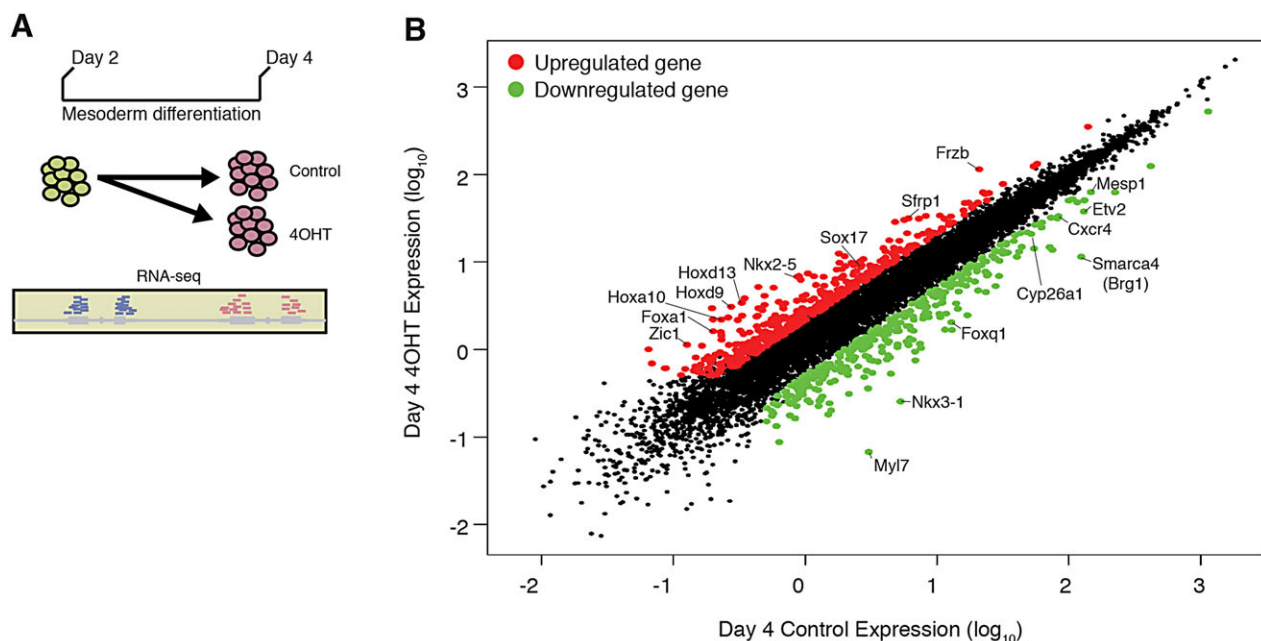 A
Day 2
Day 4
Mesoderm differentiation
Control
4OHT
RNA-seq
B
Upregulated gene
Downregulated gene
Day 4 4OHT Expression (log10)
3
2
1
0
-1
-2
Frzb
Sfrp1
Sox17
Nkx2-5
Hoxd13
Hoxd9
Hoxa10
Foxa1
Zic1
Mesp1
Etv2
Cxcr4
Smarca4
(Brg1)
Cyp26a1
Foxq1
Nkx3-1
Myl7
-2 -1 0 1 2 3
Day 4 Control Expression (log10)